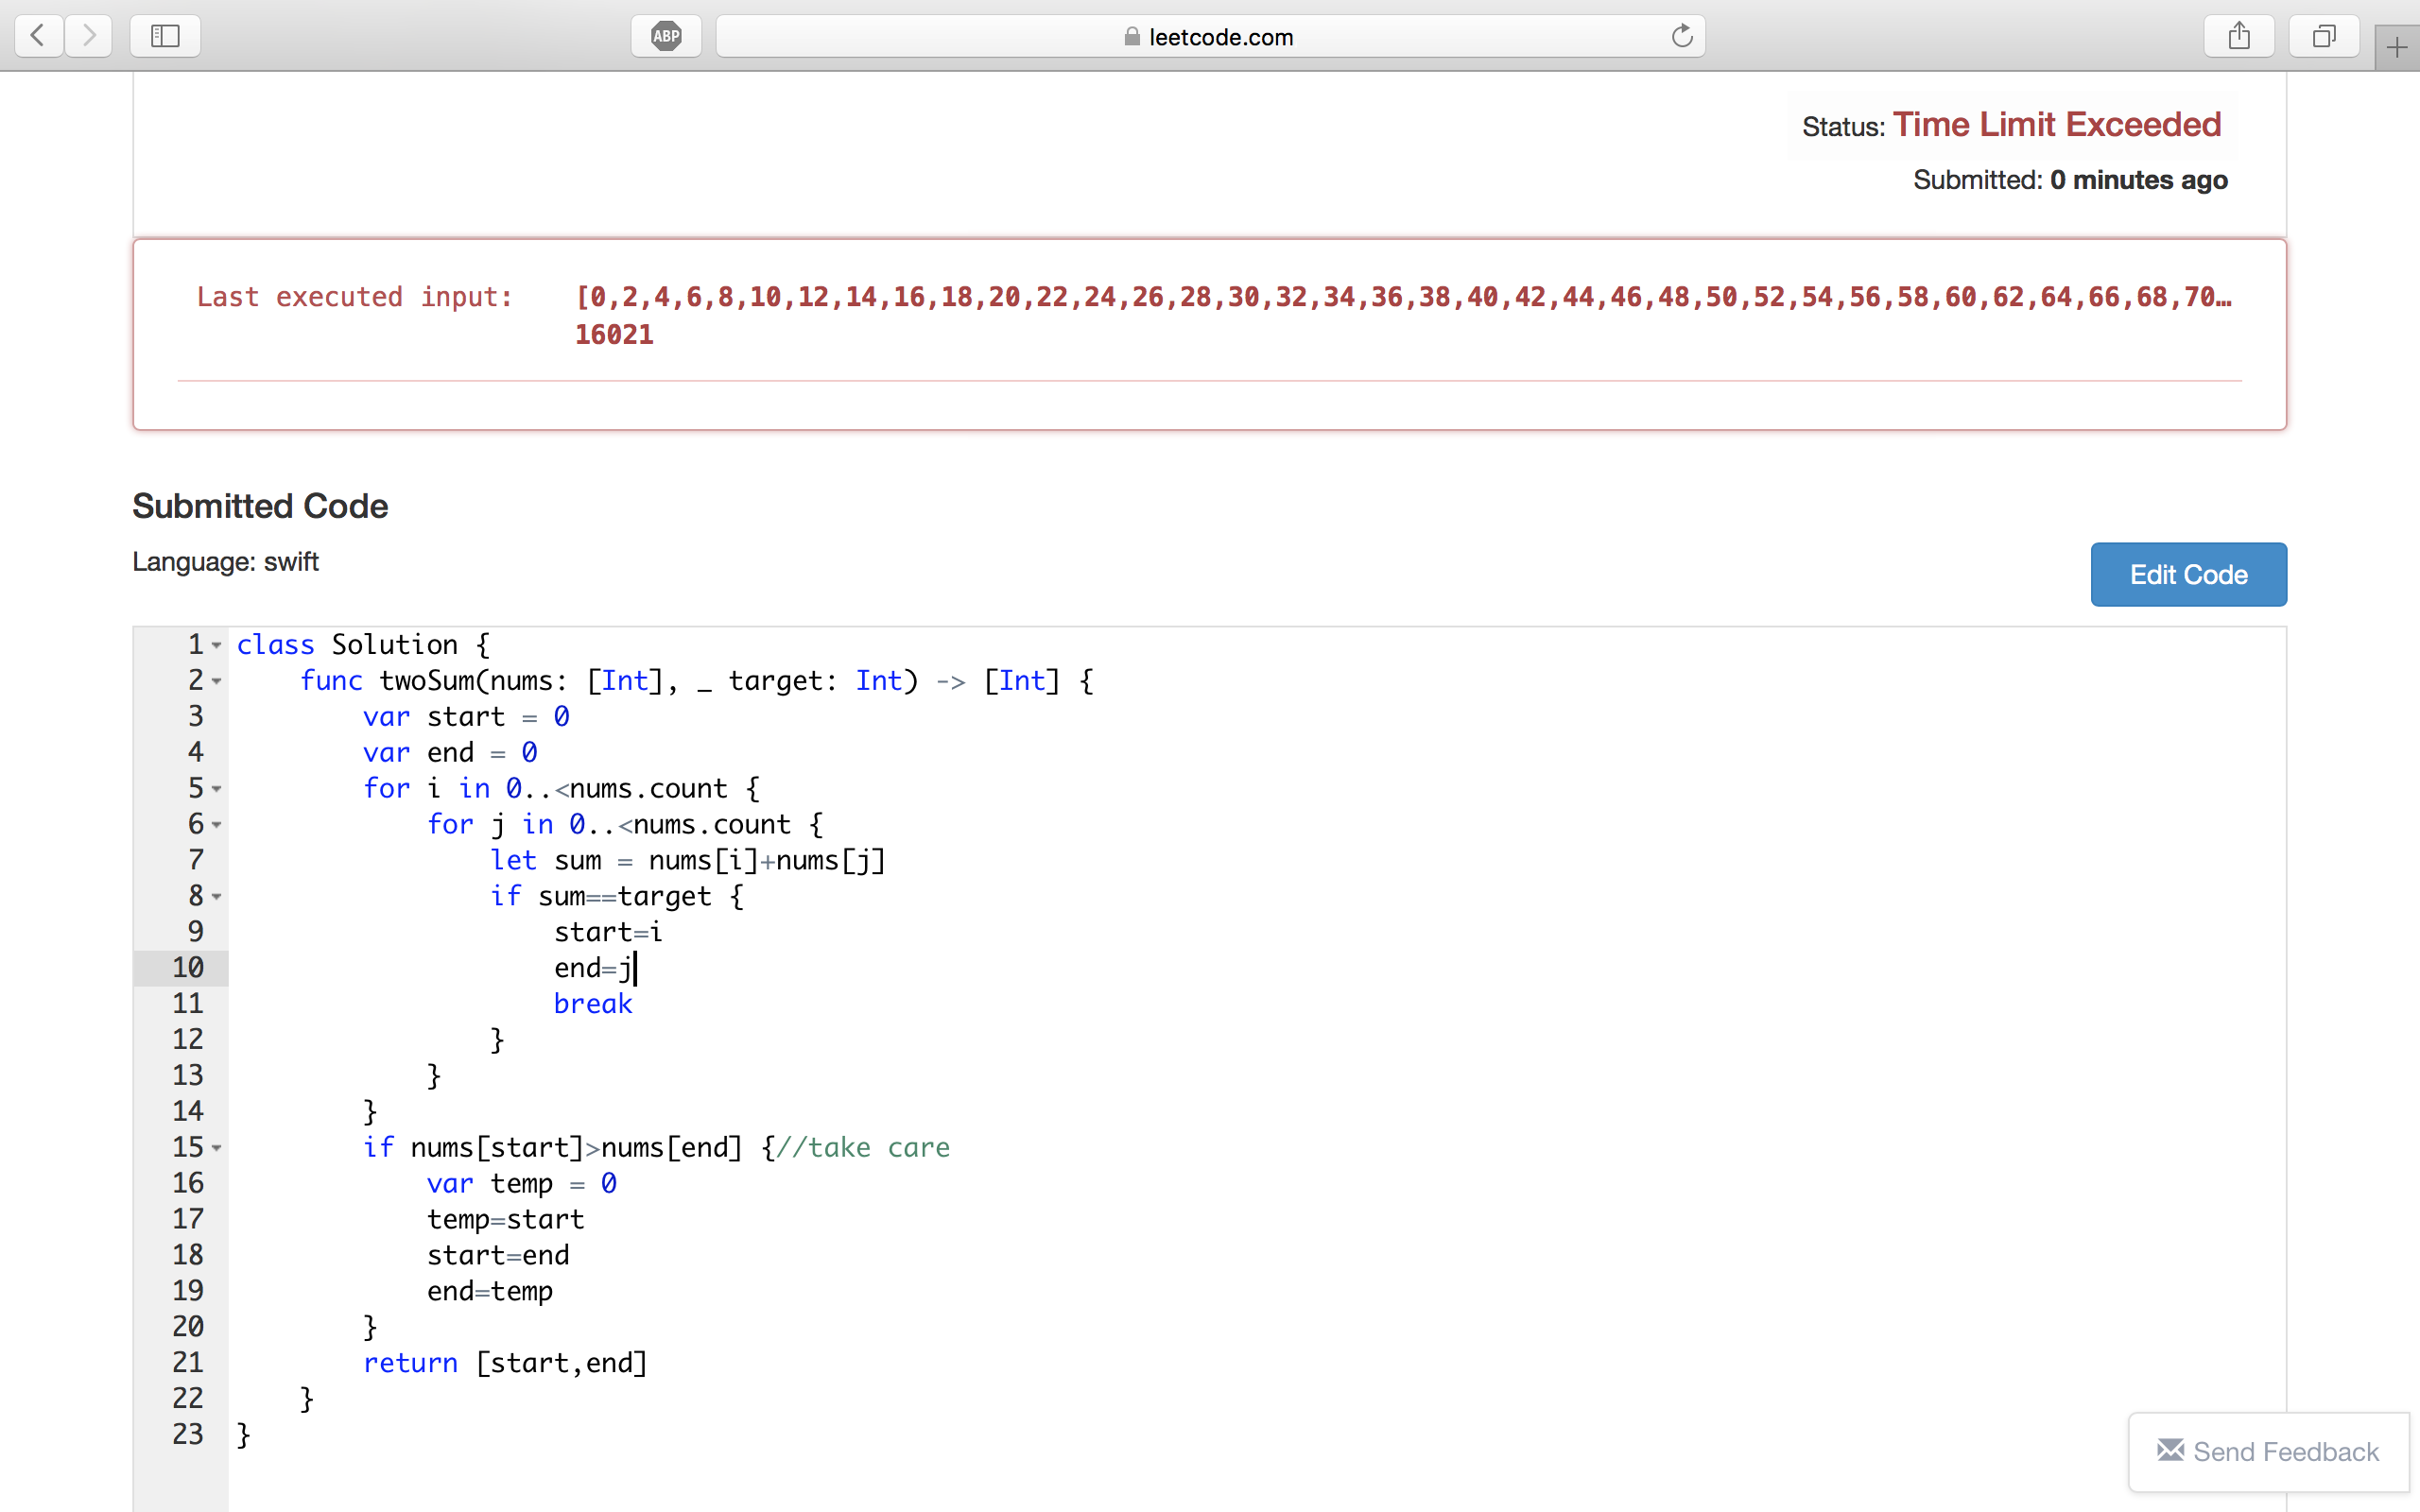 ABP
leetcode.com
Status: Time Limit Exceeded
Submitted: 0 minutes ago
Last executed input: [0,2,4,6,8,10,12,14,16,18,20,22,24,26,28,30,32,34,36,38,40,42,44,46,48,50,52,54,56,58,60,62,64,66,68,70…
16021
Submitted Code
Language: swift
Edit Code
1 class Solution {
2     func twoSum(nums: [Int], _ target: Int) -> [Int] {
3         var start = 0
4         var end = 0
5         for i in 0..<nums.count {
6             for j in 0..<nums.count {
7                 let sum = nums[i]+nums[j]
8                 if sum==target {
9                     start=i
10                     end=j
11                     break
12                 }
13             }
14         }
15         if nums[start]>nums[end] {//take care
16             var temp = 0
17             temp=start
18             start=end
19             end=temp
20         }
21         return [start,end]
22     }
23 }
Send Feedback